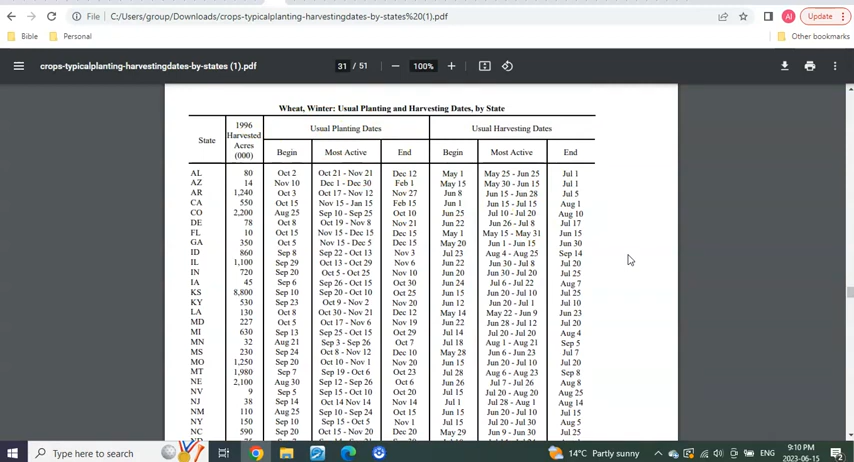 File | C:/Users/group/Downloads/crops-typicalplanting-harvestingdates-by-states%20(1).pdf
AI
Update
Bible
Personal
Other bookmarks
crops-typicalplanting-harvestingdates-by-states (1).pdf
31 / 51
100%
Wheat, Winter: Usual Planting and Harvesting Dates, by State
State 1996 Harvested Acres (000) Usual Planting Dates Usual Harvesting Dates
Begin Most Active End Begin Most Active End
AL 80 Oct 2 Oct 21 - Nov 21 Dec 12 May 1 May 25 - Jun 25 Jul 1
AZ 14 Nov 10 Dec 1 - Dec 30 Feb 1 May 15 May 30 - Jun 15 Jul 1
AR 1,240 Oct 3 Oct 17 - Nov 12 Nov 27 Jun 8 Jun 15 - Jun 28 Jul 5
CA 550 Oct 15 Nov 15 - Jan 15 Feb 15 Jun 1 Jun 15 - Jul 15 Aug 1
CO 2,200 Aug 25 Sep 10 - Sep 25 Oct 10 Jun 25 Jul 10 - Jul 20 Aug 10
DE 78 Oct 8 Oct 19 - Nov 8 Nov 21 Jun 22 Jun 26 - Jul 8 Jul 17
FL 10 Oct 15 Nov 15 - Dec 15 Dec 15 May 1 May 15 - May 31 Jun 15
GA 350 Oct 5 Nov 15 - Dec 5 Dec 15 May 20 Jun 1 - Jun 15 Jun 30
ID 860 Sep 8 Sep 22 - Oct 13 Nov 3 Jul 23 Aug 4 - Aug 25 Sep 14
IL 1,100 Sep 29 Oct 13 - Oct 29 Nov 6 Jun 22 Jun 30 - Jul 8 Jul 20
IN 720 Sep 20 Oct 5 - Oct 25 Nov 10 Jun 20 Jun 30 - Jul 20 Jul 25
IA 45 Sep 6 Sep 26 - Oct 15 Oct 30 Jun 24 Jul 6 - Jul 22 Aug 7
KS 8,800 Sep 10 Sep 20 - Oct 10 Oct 25 Jun 15 Jun 20 - Jul 10 Jul 25
KY 530 Sep 23 Oct 9 - Nov 2 Nov 20 Jun 12 Jun 20 - Jul 1 Jul 10
LA 130 Oct 8 Oct 30 - Nov 21 Dec 12 May 14 May 22 - Jun 9 Jun 23
MD 227 Oct 5 Oct 17 - Nov 6 Nov 19 Jun 22 Jun 28 - Jul 12 Jul 20
MI 630 Sep 13 Sep 25 - Oct 15 Oct 29 Jul 14 Jul 20 - Jul 20 Aug 4
MN 32 Aug 21 Sep 3 - Sep 26 Oct 7 Jul 18 Aug 1 - Aug 21 Sep 5
MS 230 Sep 24 Oct 8 - Nov 12 Dec 10 May 28 Jun 6 - Jun 23 Jul 7
MO 1,250 Sep 20 Oct 10 - Nov 1 Nov 20 Jun 15 Jun 20 - Jul 10 Jul 20
MT 1,980 Sep 7 Sep 19 - Oct 6 Oct 23 Jul 28 Aug 6 - Aug 23 Sep 8
NE 2,100 Aug 30 Sep 12 - Sep 26 Oct 6 Jun 26 Jul 7 - Jul 26 Aug 8
NV 9 Sep 5 Sep 15 - Oct 10 Oct 20 Jul 15 Jul 20 - Aug 20 Aug 25
NJ 38 Sep 14 Oct 14 Nov 14 Nov 14 Jul 1 Jul 28 - Aug 1 Aug 14
NM 110 Aug 25 Sep 10 - Sep 24 Oct 15 Jun 15 Jun 20 - Jul 10 Jul 15
NY 150 Sep 10 Sep 15 - Oct 5 Nov 1 Jul 15 Jul 20 - Jul 30 Aug 5
NC 590 Sep 20 Oct 15 - Nov 20 Dec 20 May 29 Jun 9 - Jun 30 Jul 25
Type here to search
14°C Partly sunny
ENG
9:10 PM
2023-06-15
2